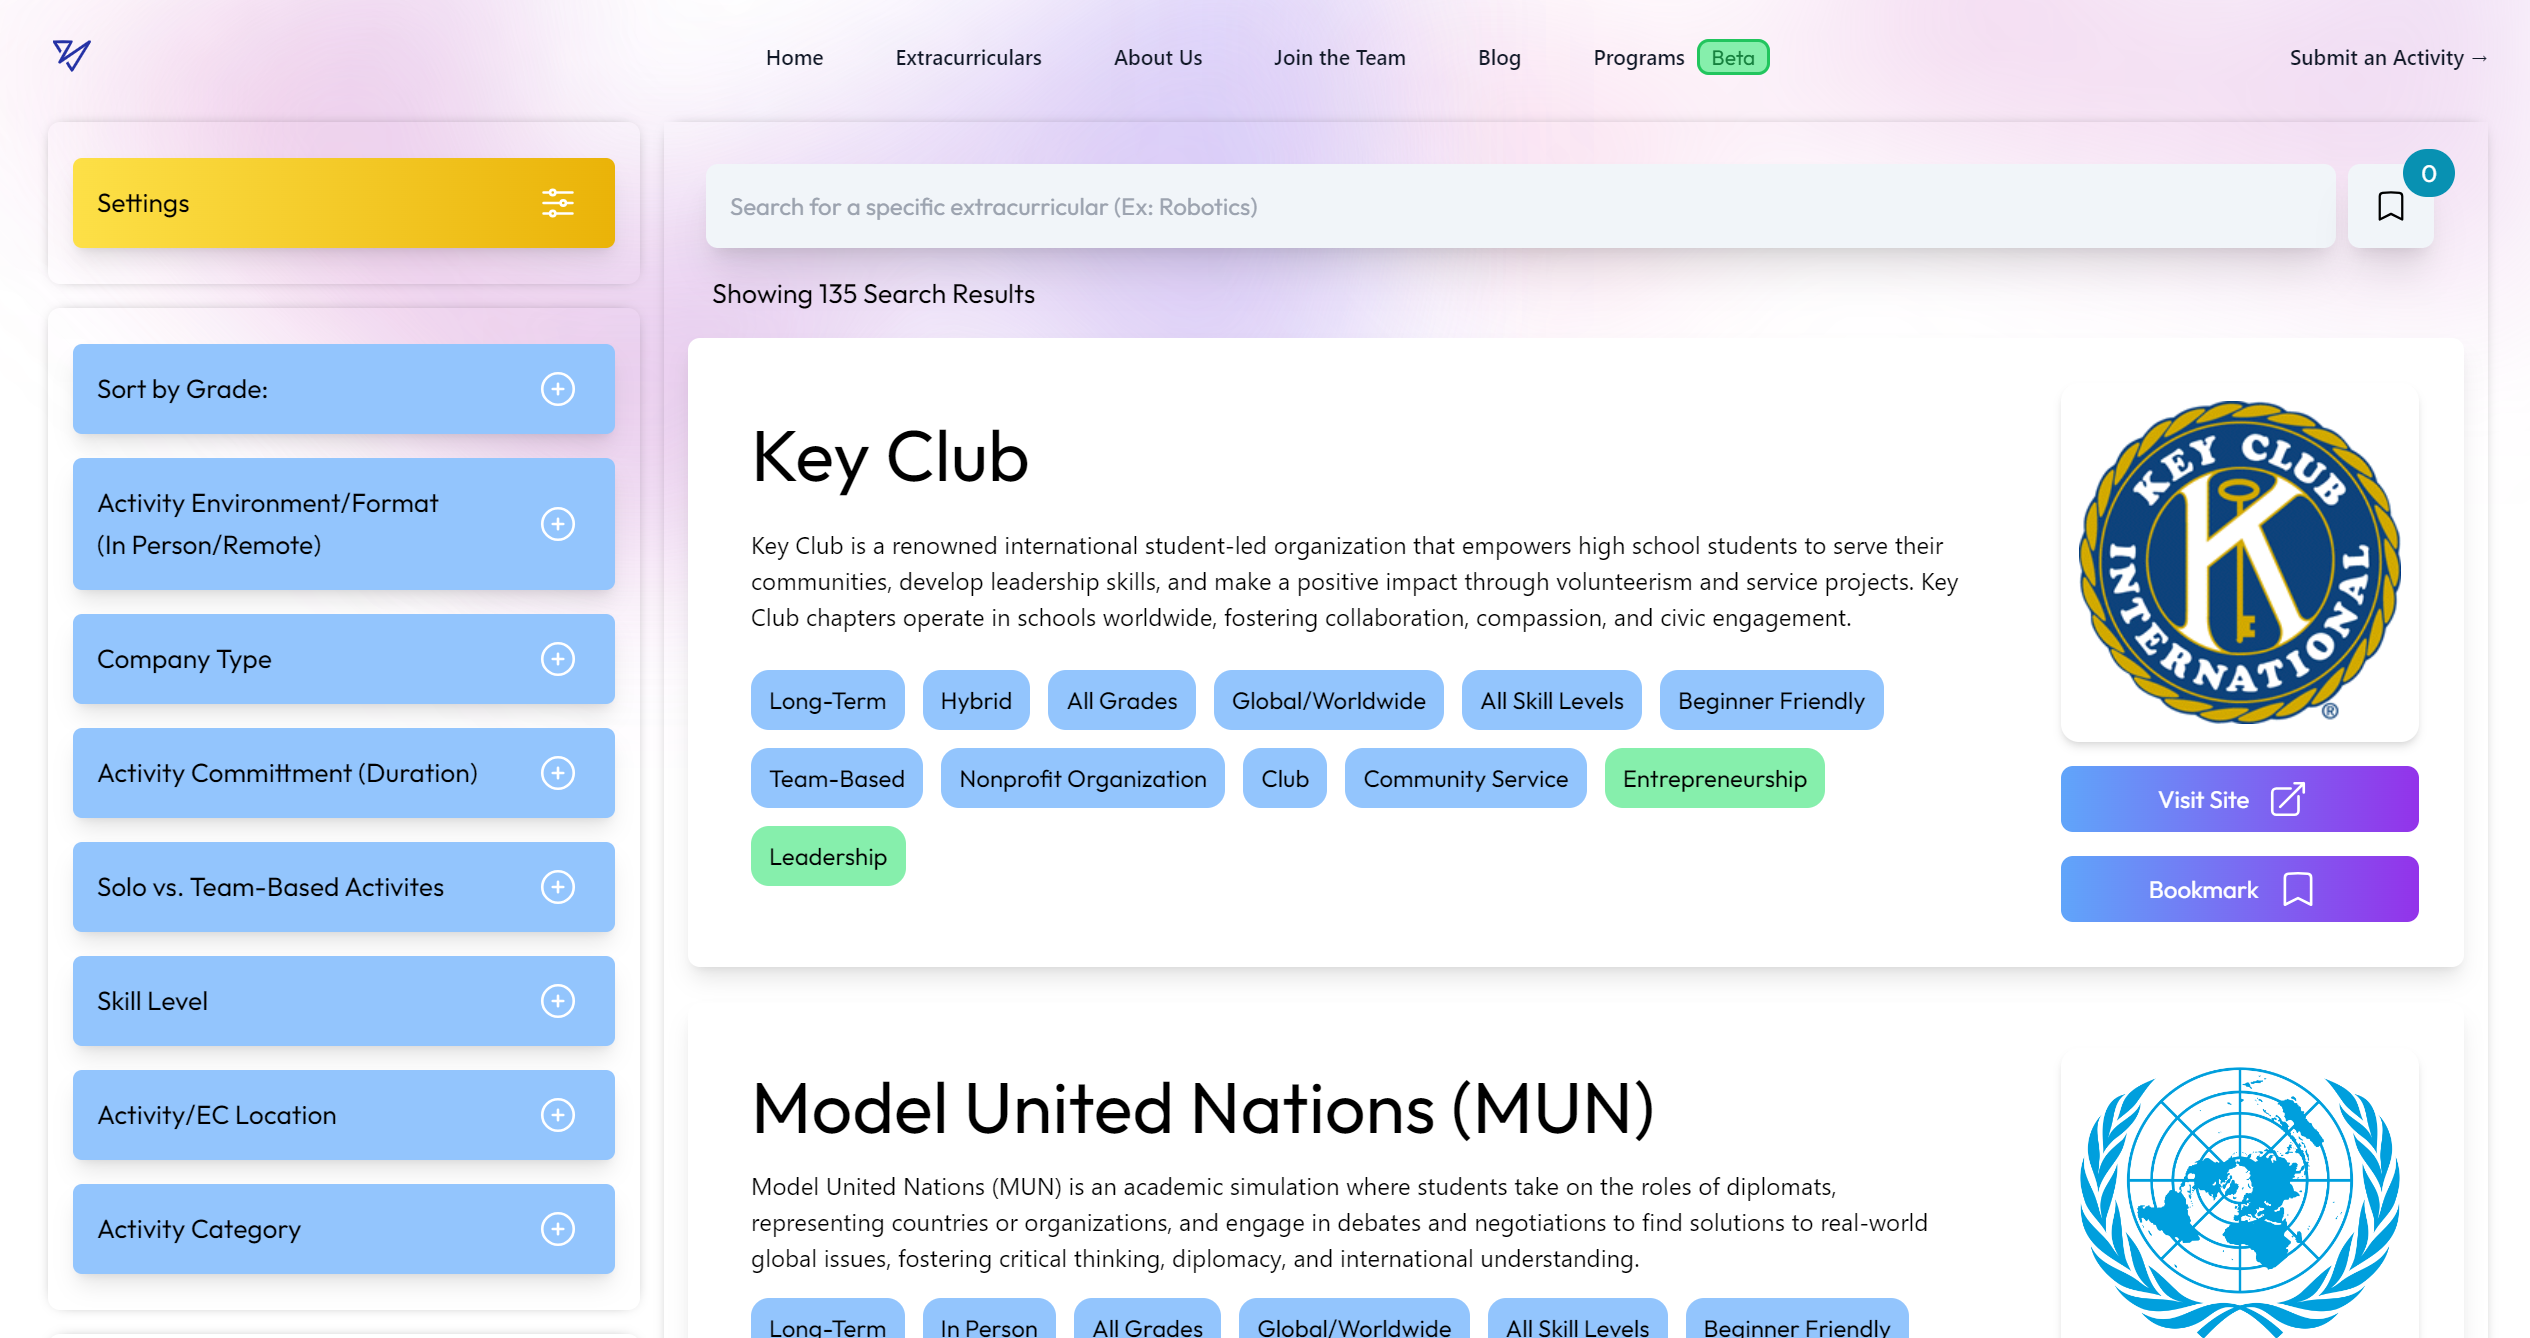 Home
Extracurriculars
About Us
Join the Team
Blog
Programs
Beta
Submit an Activity →
Settings
Sort by Grade:
Activity Environment/Format
(In Person/Remote)
Company Type
Activity Committment (Duration)
Solo vs. Team-Based Activites
Skill Level
Activity/EC Location
Activity Category
Search for a specific extracurricular (Ex: Robotics)
0
Showing 135 Search Results
Key Club
Key Club is a renowned international student-led organization that empowers high school students to serve their
communities, develop leadership skills, and make a positive impact through volunteerism and service projects. Key
Club chapters operate in schools worldwide, fostering collaboration, compassion, and civic engagement.
Long-Term
Hybrid
All Grades
Global/Worldwide
All Skill Levels
Beginner Friendly
Team-Based
Nonprofit Organization
Club
Community Service
Entrepreneurship
Leadership
KEY CLUB
K
INTERNATIONAL
®
Visit Site
Bookmark
Model United Nations (MUN)
Model United Nations (MUN) is an academic simulation where students take on the roles of diplomats,
representing countries or organizations, and engage in debates and negotiations to find solutions to real-world
global issues, fostering critical thinking, diplomacy, and international understanding.
Long-Term
In Person
All Grades
Global/Worldwide
All Skill Levels
Beginner Friendly